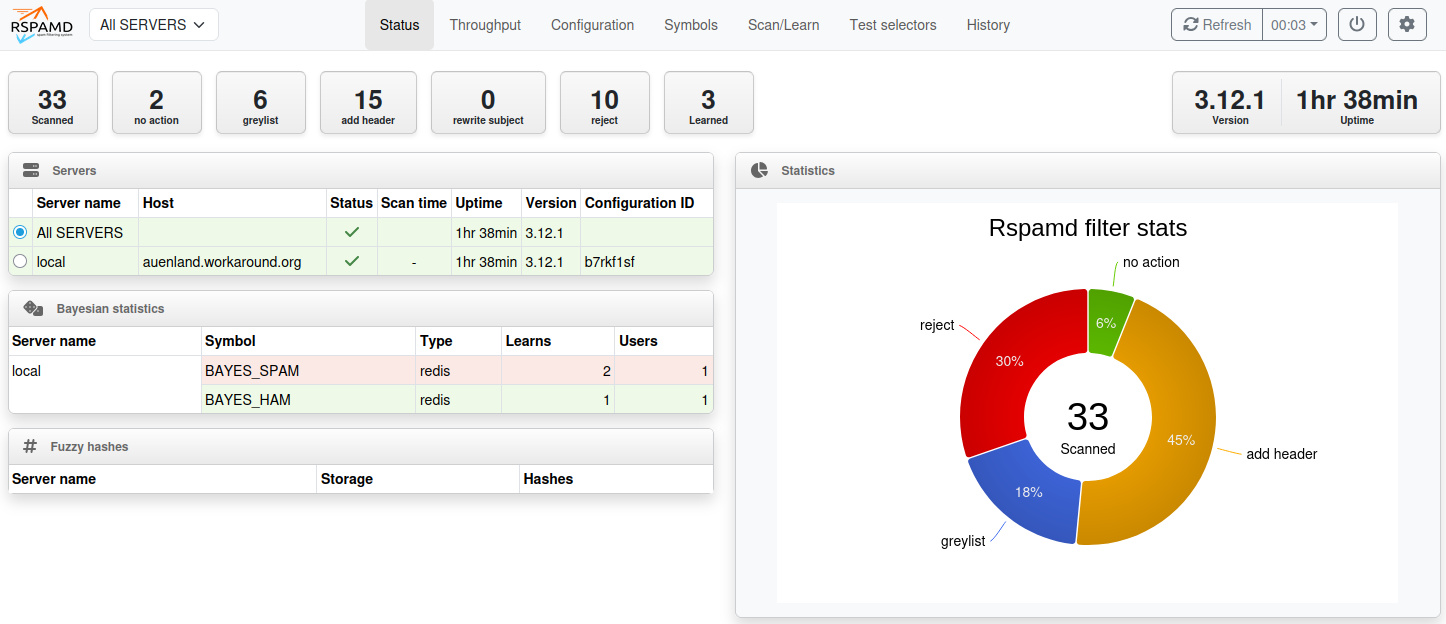 RSPAMD
spam filtering system
All SERVERS
Status Throughput Configuration Symbols Scan/Learn Test selectors History
Refresh 00:03
33 2 6 15 0 10 3 3.12.1 1hr 38min
Scanned no action greylist add header rewrite subject reject Learned Version Uptime
Servers
Server name Host Status Scan time Uptime Version Configuration ID
All SERVERS 1hr 38min 3.12.1
local auenland.workaround.org - 1hr 38min 3.12.1 b7rkf1sf
Bayesian statistics
Server name Symbol Type Learns Users
local BAYES_SPAM redis 2 1
BAYES_HAM redis 1 1
Fuzzy hashes
Server name Storage Hashes
Statistics
Rspamd filter stats
no action
6%
reject
30%
33
Scanned
45%
add header
18%
greylist